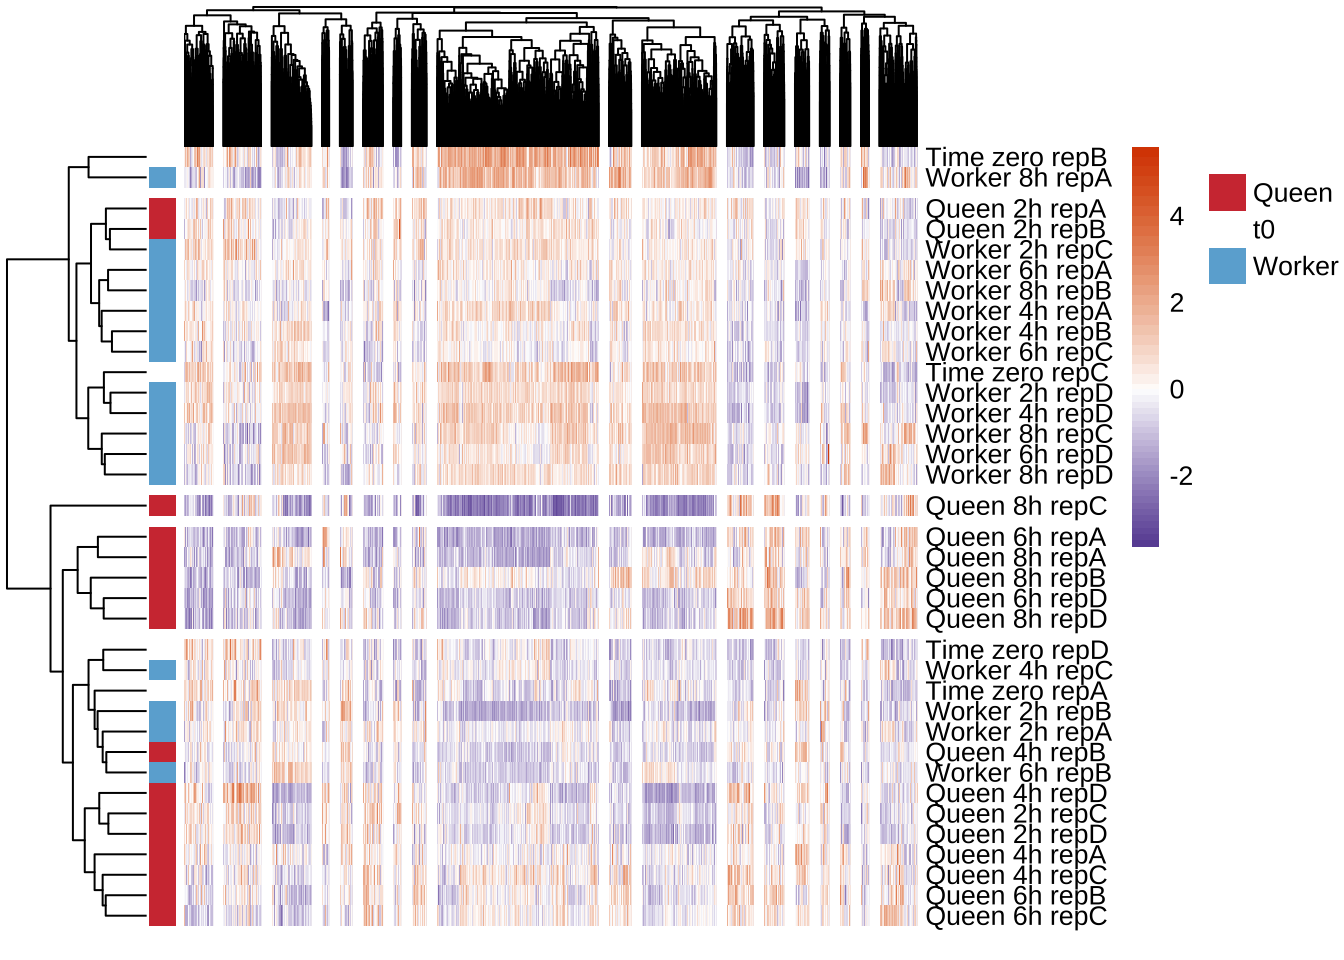 Time zero repB
Worker 8h repA
Queen 2h repA
Queen 2h repB
Worker 2h repC
Worker 6h repA
Worker 8h repB
Worker 4h repA
Worker 4h repB
Worker 6h repC
Time zero repC
Worker 2h repD
Worker 4h repD
Worker 8h repC
Worker 6h repD
Worker 8h repD
Queen 8h repC
Queen 6h repA
Queen 8h repA
Queen 8h repB
Queen 6h repD
Queen 8h repD
Time zero repD
Worker 4h repC
Time zero repA
Worker 2h repB
Worker 2h repA
Queen 4h repB
Worker 6h repB
Queen 4h repD
Queen 2h repC
Queen 2h repD
Queen 4h repA
Queen 4h repC
Queen 6h repB
Queen 6h repC
4
2
0
-2
Queen
t0
Worker